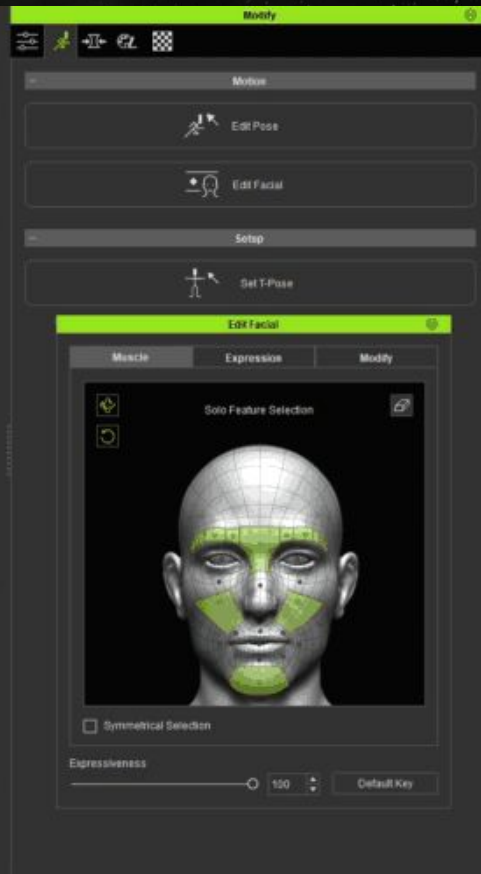 Modify
Motion
Edit Pose
Edit Facial
Setup
Set T-Pose
Edit Facial
Muscle Expression Modify
Solo Feature Selection
Symmetrical Selection
Expressiveness
100 Default Key